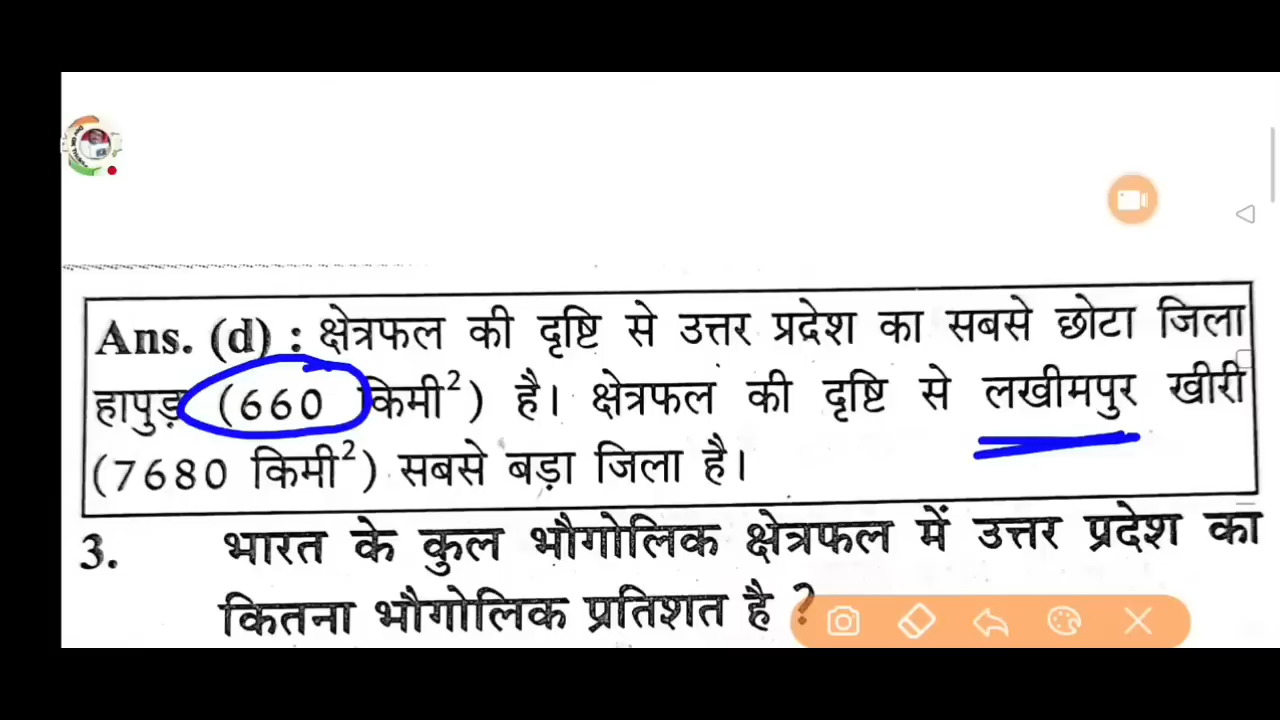 Ans. (d) : क्षेत्रफल की दृष्टि से उत्तर प्रदेश का सबसे छोटा जिला
हापुड़ (660 किमी²) है। क्षेत्रफल की दृष्टि से लखीमपुर खीरी
(7680 किमी²) सबसे बड़ा जिला है।
3. भारत के कुल भौगोलिक क्षेत्रफल में उत्तर प्रदेश का
कितना भौगोलिक प्रतिशत है ?